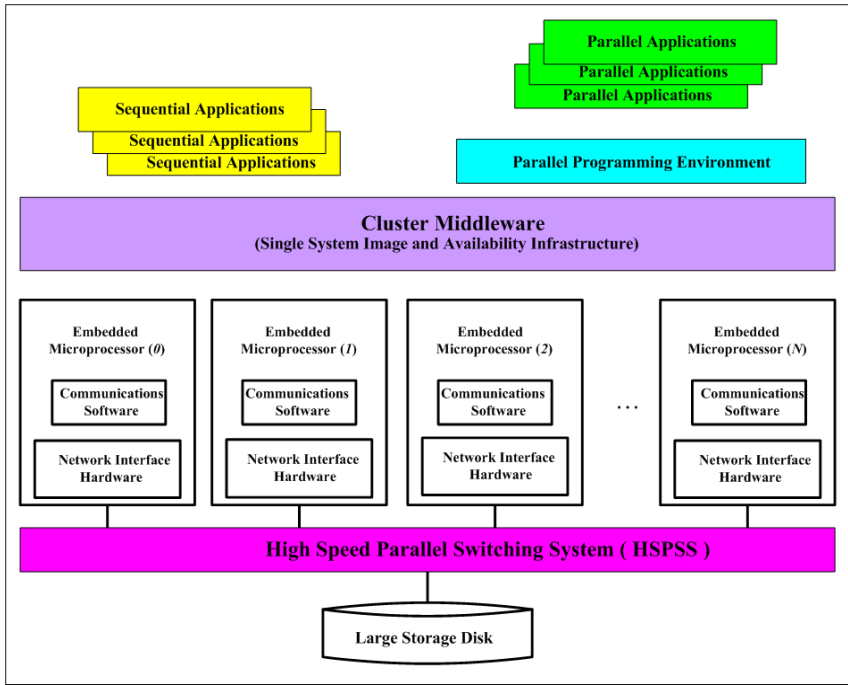 Parallel Applications
Parallel Applications
Parallel Applications
Sequential Applications
Sequential Applications
Sequential Applications
Parallel Programming Environment
Cluster Middleware
(Single System Image and Availability Infrastructure)
Embedded
Microprocessor (0)
Communications
Software
Network Interface
Hardware
Embedded
Microprocessor (1)
Communications
Software
Network Interface
Hardware
Embedded
Microprocessor (2)
Communications
Software
Network Interface
Hardware
...
Embedded
Microprocessor (N)
Communications
Software
Network Interface
Hardware
High Speed Parallel Switching System ( HSPSS )
Large Storage Disk